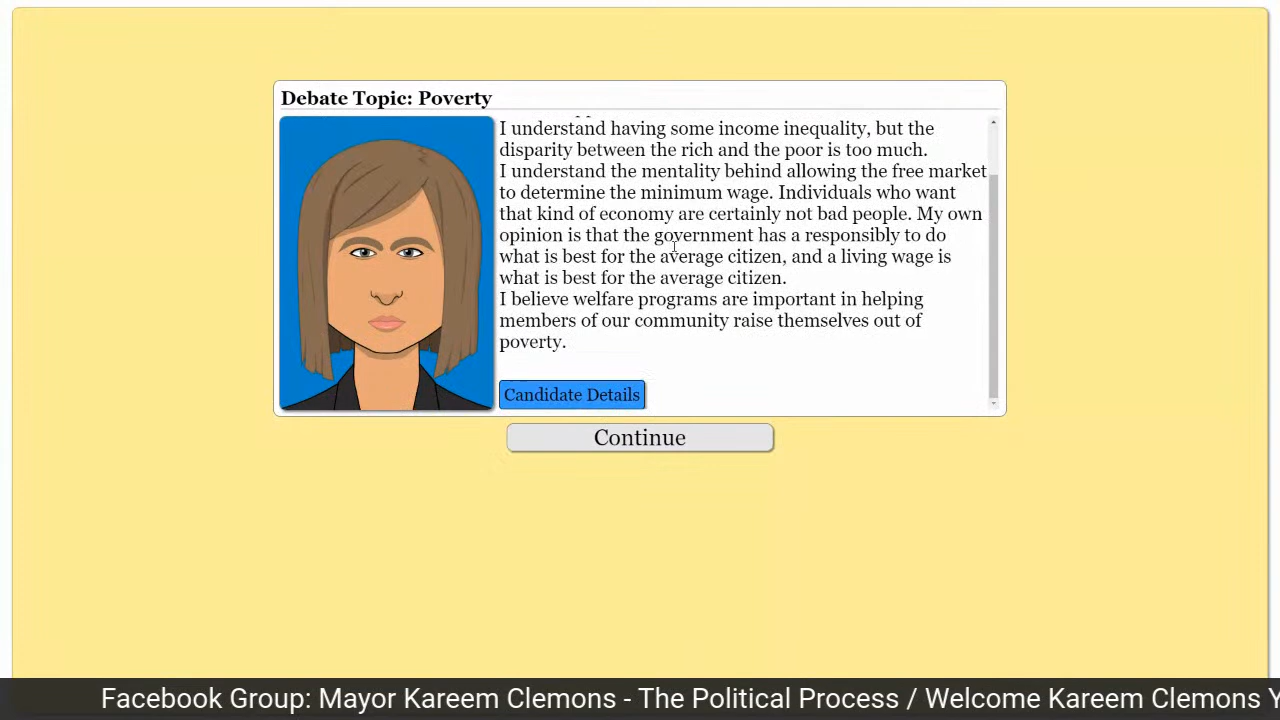 Debate Topic: Poverty
I understand having some income inequality, but the
disparity between the rich and the poor is too much.
I understand the mentality behind allowing the free market
to determine the minimum wage. Individuals who want
that kind of economy are certainly not bad people. My own
opinion is that the government has a responsibly to do
what is best for the average citizen, and a living wage is
what is best for the average citizen.
I believe welfare programs are important in helping
members of our community raise themselves out of
poverty.
Candidate Details
Continue
Facebook Group: Mayor Kareem Clemons - The Political Process / Welcome Kareem Clemons